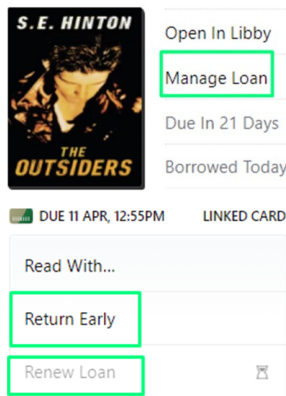 S.E. HINTON
THE
OUTSIDERS
Open In Libby
Manage Loan
Due In 21 Days
Borrowed Today
DUE 11 APR, 12:55PM LINKED CARD
Read With...
Return Early
Renew Loan